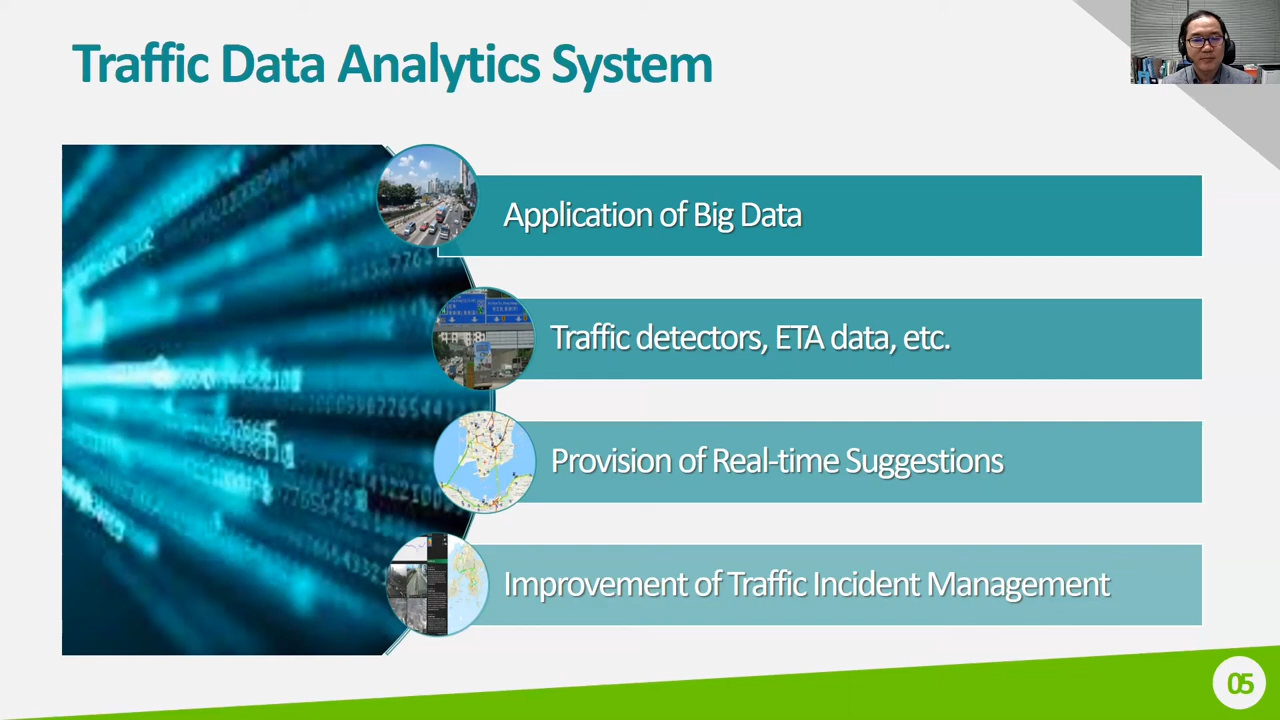 Traffic Data Analytics System
Application of Big Data
Traffic detectors, ETA data, etc.
Provision of Real-time Suggestions
Improvement of Traffic Incident Management
05